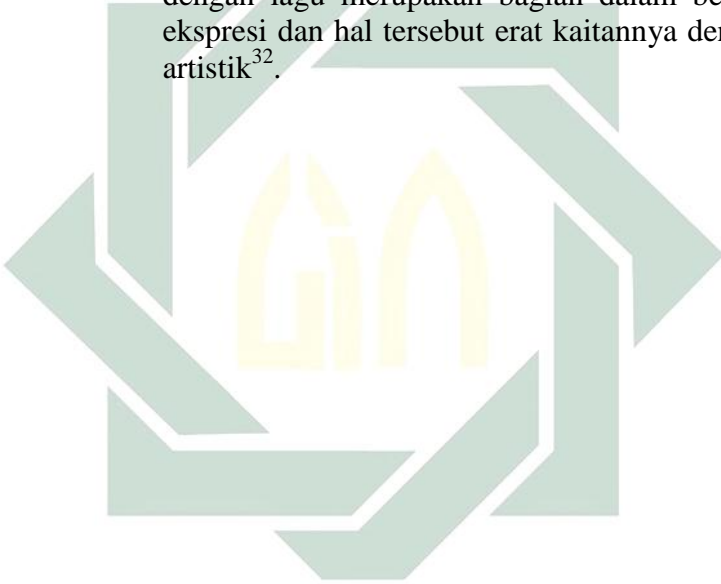 dengan lagu merupakan bagian dalam
ekspresi dan hal tersebut erat kaitannya
artistik³².